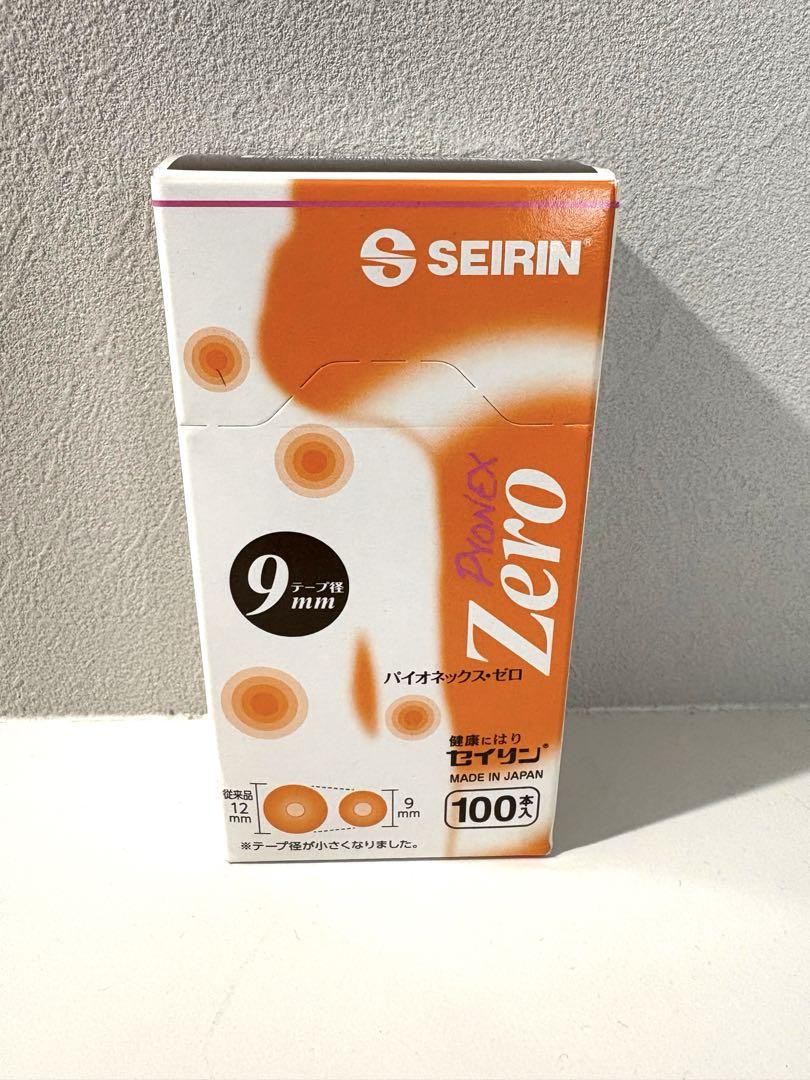 SEIRIN®
PYONEX
Zero
9テープ径
mm
パイオネックス・ゼロ
健康にはり
セイリン®
MADE IN JAPAN
100本入
従来品
12
mm
9
mm
※テープ径が小さくなりました。